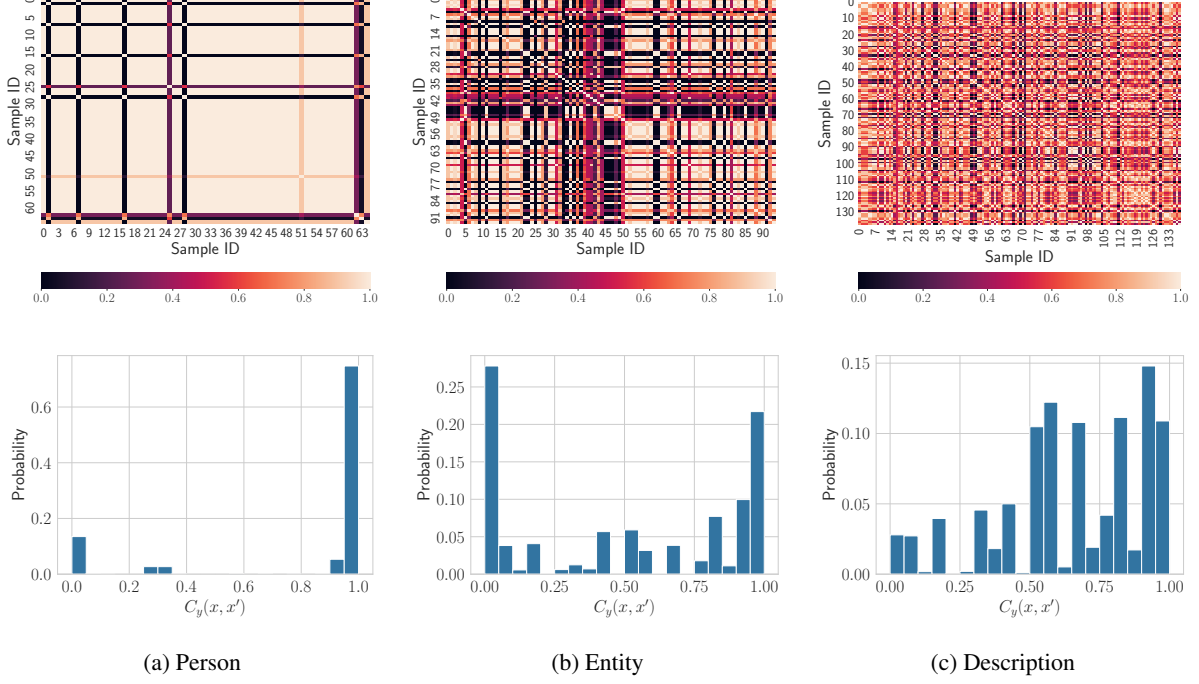 0 5 10 15 20 25 30 35 40 45 50 55 60
Sample ID
0 3 6 9 12 15 18 21 24 27 30 33 36 39 42 45 48 51 54 57 60 63
Sample ID
0.0 0.2 0.4 0.6 0.8 1.0
7 14 21 28 35 42 49 56 63 70 77 84 91
Sample ID
0 5 10 15 20 25 30 35 40 45 50 55 60 65 70 75 80 85 90
Sample ID
0.0 0.2 0.4 0.6 0.8 1.0
0 10 20 30 40 50 60 70 80 90 100 110 120 130
Sample ID
0 7 14 21 28 35 42 49 56 63 70 77 84 91 98 105 112 119 126 133
Sample ID
0.0 0.2 0.4 0.6 0.8 1.0
Probability
0.6
0.4
0.2
0.0
0.0 0.2 0.4 0.6 0.8 1.0
C_y(x, x′)
Probability
0.25
0.20
0.15
0.10
0.05
0.00
0.00 0.25 0.50 0.75 1.00
C_y(x, x′)
Probability
0.15
0.10
0.05
0.00
0.00 0.25 0.50 0.75 1.00
C_y(x, x′)
(a) Person
(b) Entity
(c) Description